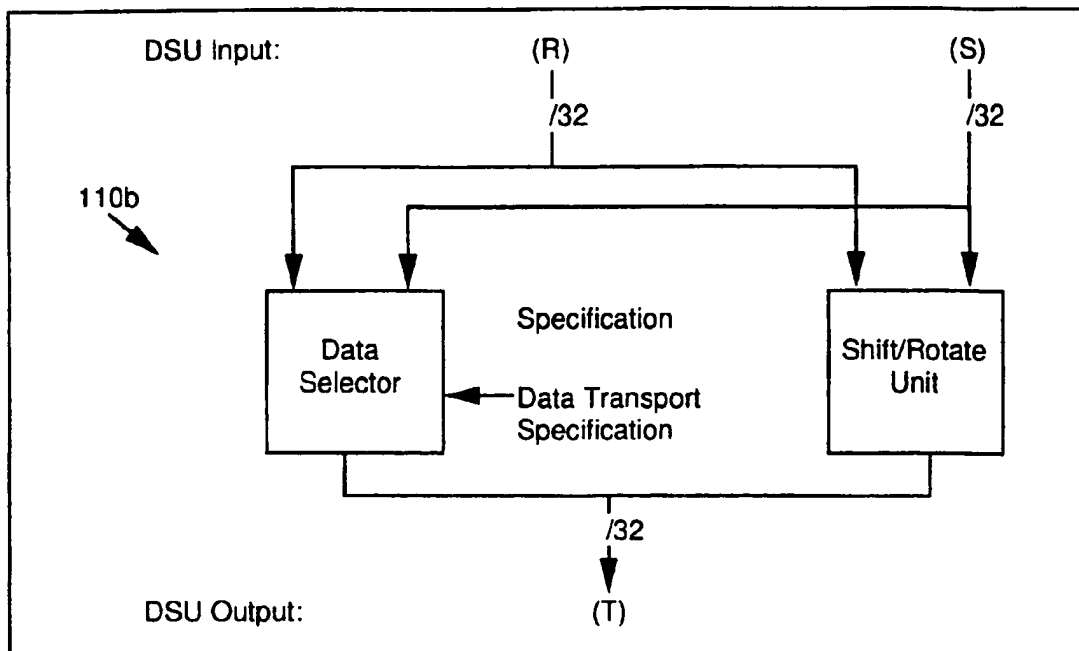 DSU Input: (R) (S)
/32 /32
110b
Specification
Data Selector
Shift/Rotate Unit
Data Transport
Specification
/32
DSU Output: (T)